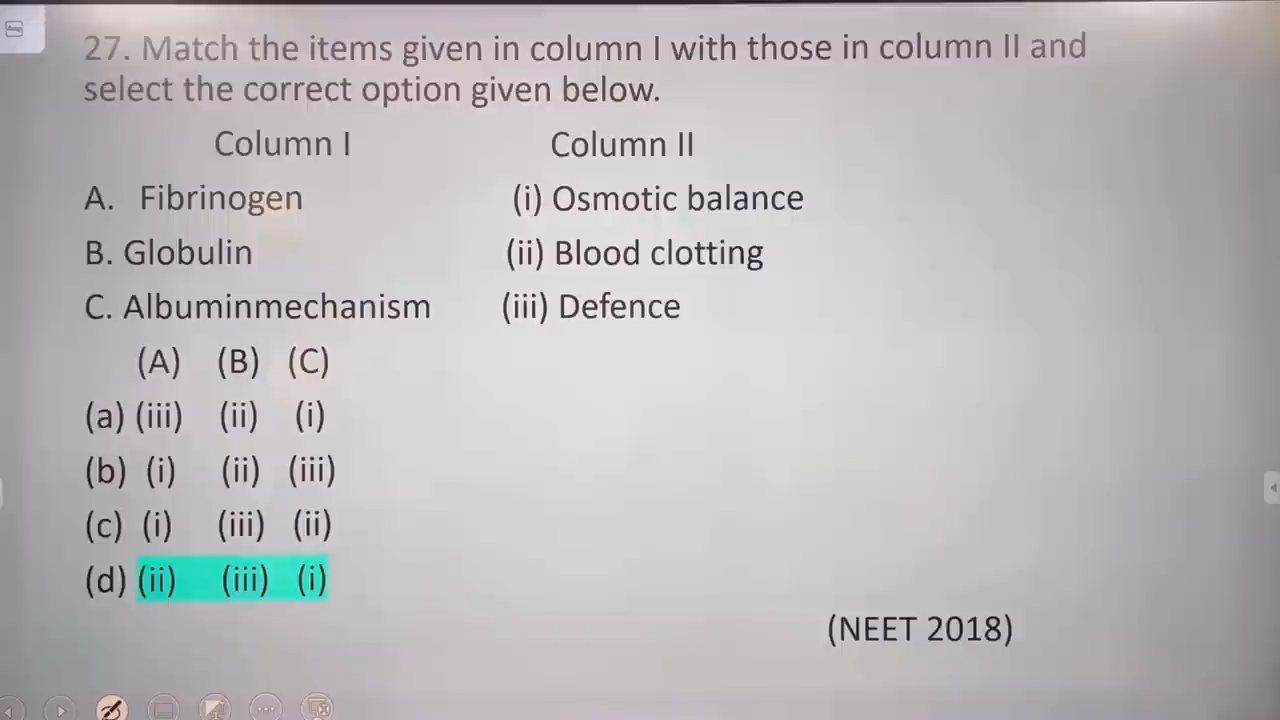 27. Match the items given in column I with those in column II and
select the correct option given below.
Column I Column II
A. Fibrinogen (i) Osmotic balance
B. Globulin (ii) Blood clotting
C. Albuminmechanism (iii) Defence
(A) (B) (C)
(a) (iii) (ii) (i)
(b) (i) (ii) (iii)
(c) (i) (iii) (ii)
(d) (ii) (iii) (i)
(NEET 2018)